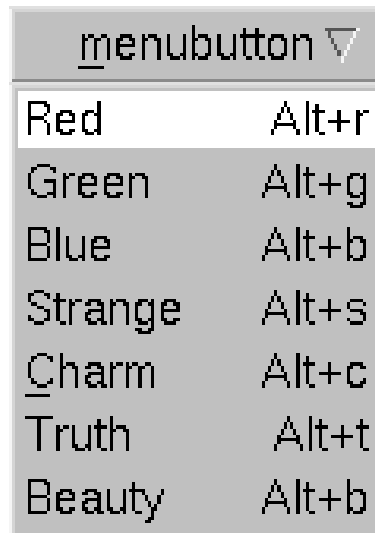 menubutton
Red Alt+r
Green Alt+g
Blue Alt+b
Strange Alt+s
Charm Alt+c
Truth Alt+t
Beauty Alt+b